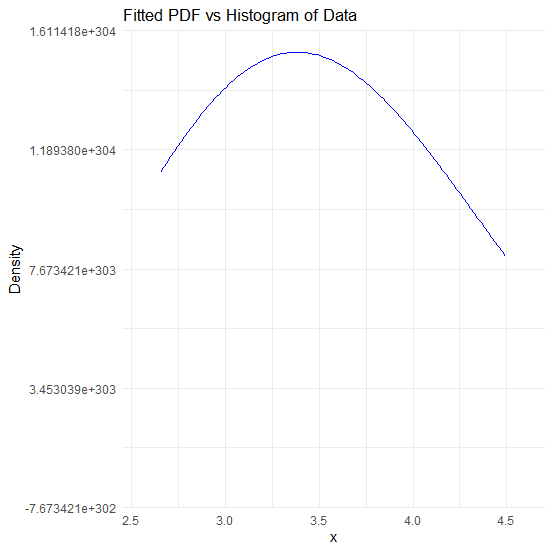 Fitted PDF vs Histogram of Data
1.611418e+304
1.189380e+304
7.673421e+303
3.453039e+303
-7.673421e+302
Density
2.5 3.0 3.5 4.0 4.5
x